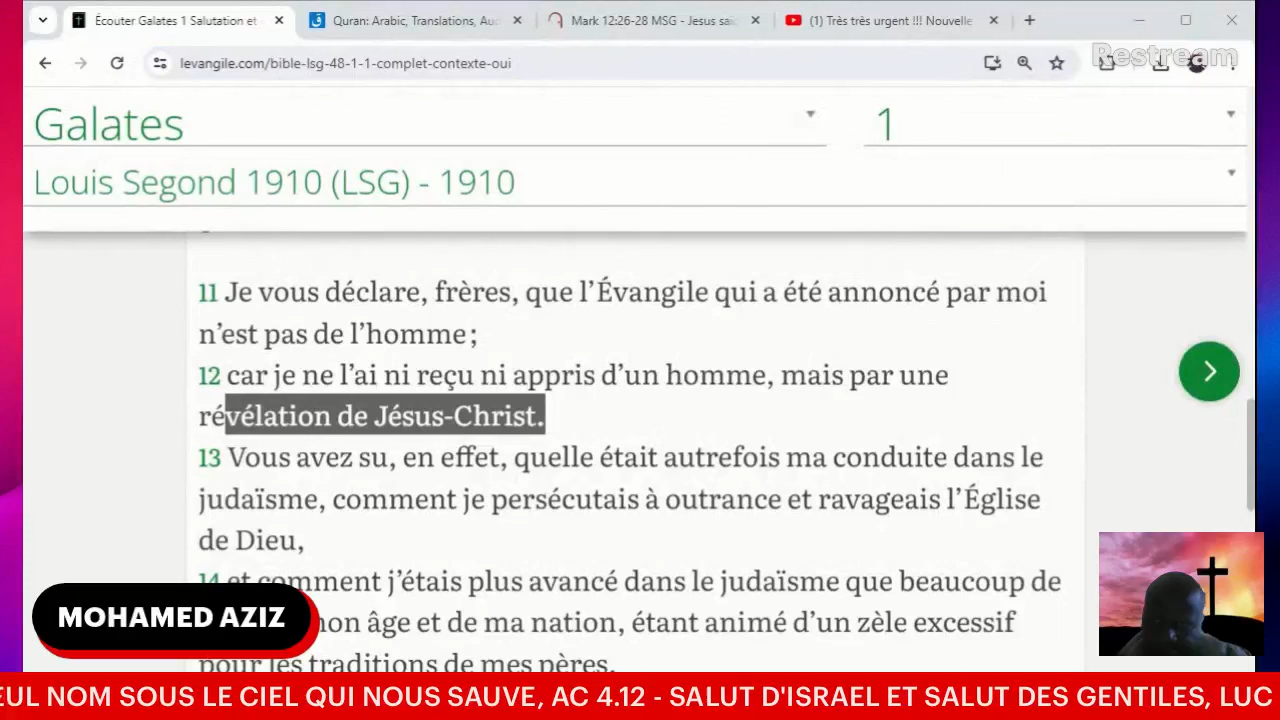 Écouter Galates 1 Salutation et
Quran: Arabic, Translations, Au
Mark 12:26-28 MSG - Jesus sai
(1) Très très urgent !!! Nouvelle
levangile.com/bible-lsg-48-1-1-complet-contexte-oui
Restream
Galates
1
Louis Segond 1910 (LSG) - 1910
11 Je vous déclare, frères, que l’Évangile qui a été annoncé par moi
n’est pas de l’homme ;
12 car je ne l’ai ni reçu ni appris d’un homme, mais par une
révélation de Jésus-Christ.
13 Vous avez su, en effet, quelle était autrefois ma conduite dans le
judaïsme, comment je persécutais à outrance et ravageais l’Église
de Dieu,
14 et comment j’étais plus avancé dans le judaïsme que beaucoup de
mon âge et de ma nation, étant animé d’un zèle excessif
pour les traditions de mes pères.
MOHAMED AZIZ
EUL NOM SOUS LE CIEL QUI NOUS SAUVE, AC 4.12 - SALUT D'ISRAEL ET SALUT DES GENTILES, LUC